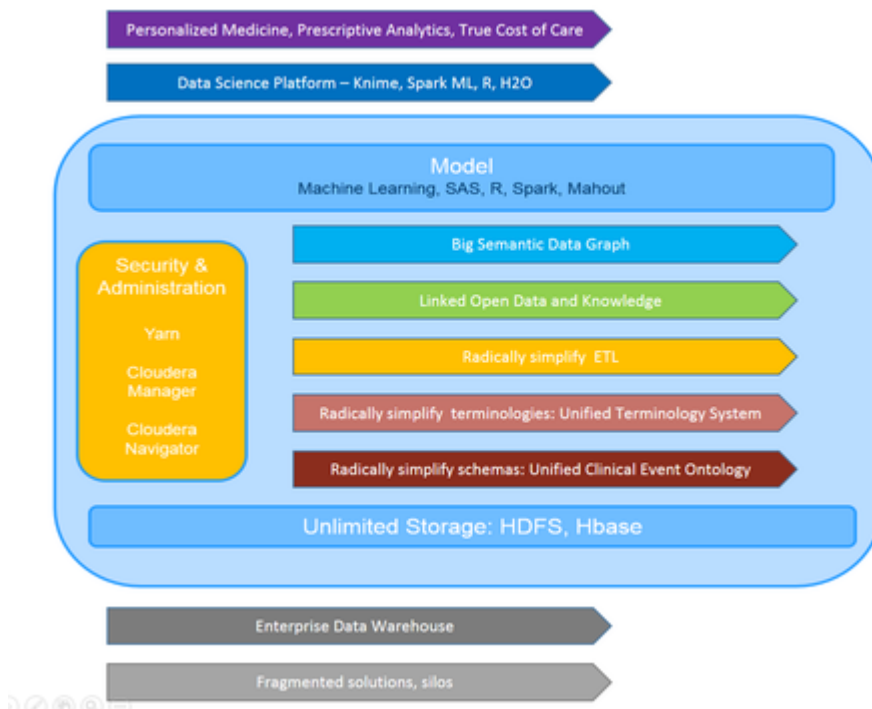 Personalized Medicine, Prescriptive Analytics, True Cost of Care
Data Science Platform – Knime, Spark ML, R, H2O
Model
Machine Learning, SAS, R, Spark, Mahout
Security &
Administration
Yarn
Cloudera
Manager
Cloudera
Navigator
Big Semantic Data Graph
Linked Open Data and Knowledge
Radically simplify ETL
Radically simplify terminologies: Unified Terminology System
Radically simplify schemas: Unified Clinical Event Ontology
Unlimited Storage: HDFS, Hbase
Enterprise Data Warehouse
Fragmented solutions, silos